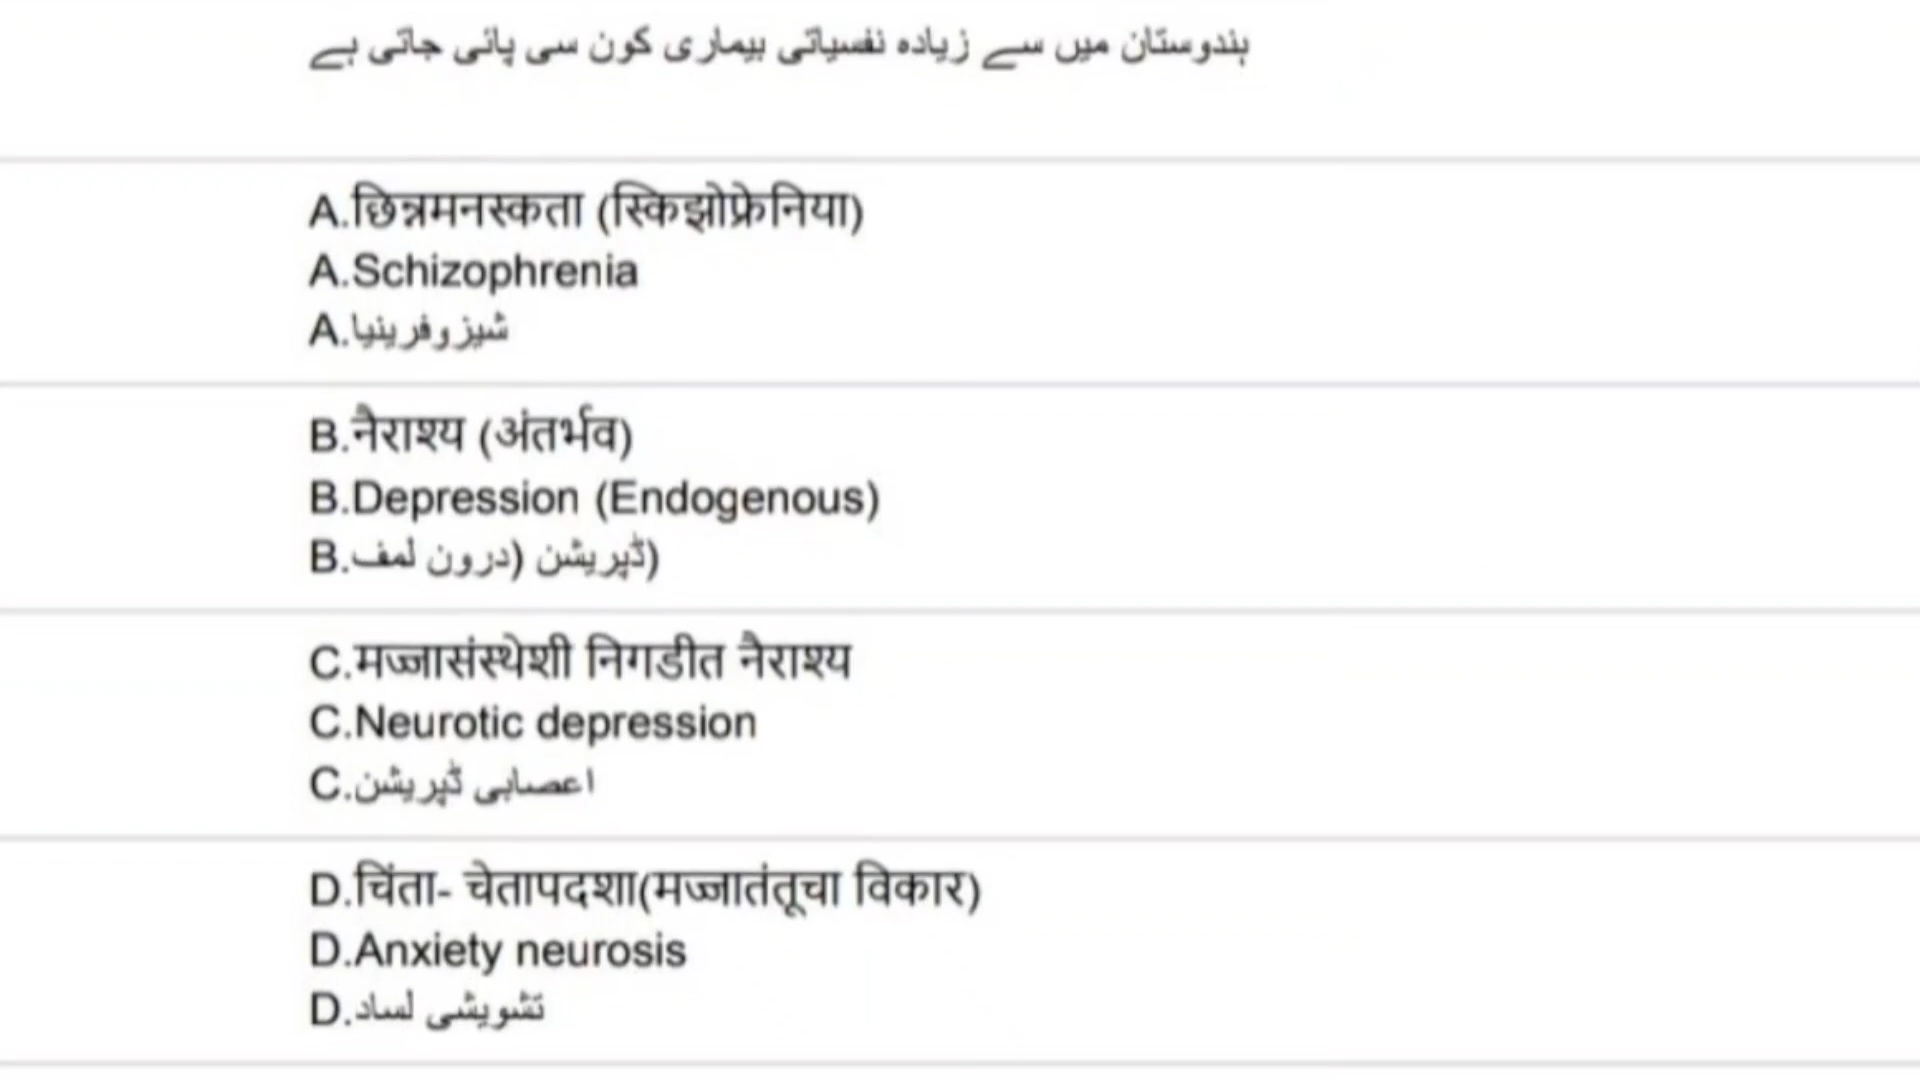 ہندوستان میں سے زیادہ نفسیاتی بیماری کون سی پائی جاتی ہے
A.छिन्नमनस्कता (स्किझोफ्रेनिया)
A.Schizophrenia
A.شیزوفرینیا
B.नैराश्य (अंतर्भव)
B.Depression (Endogenous)
B.ڈپریشن (درون لمف)
C.मज्जासंस्थेशी निगडीत नैराश्य
C.Neurotic depression
C.اعصابی ڈپریشن
D.चिंता- चेतापदशा(मज्जातंतूचा विकार)
D.Anxiety neurosis
D.تشویشی لساد